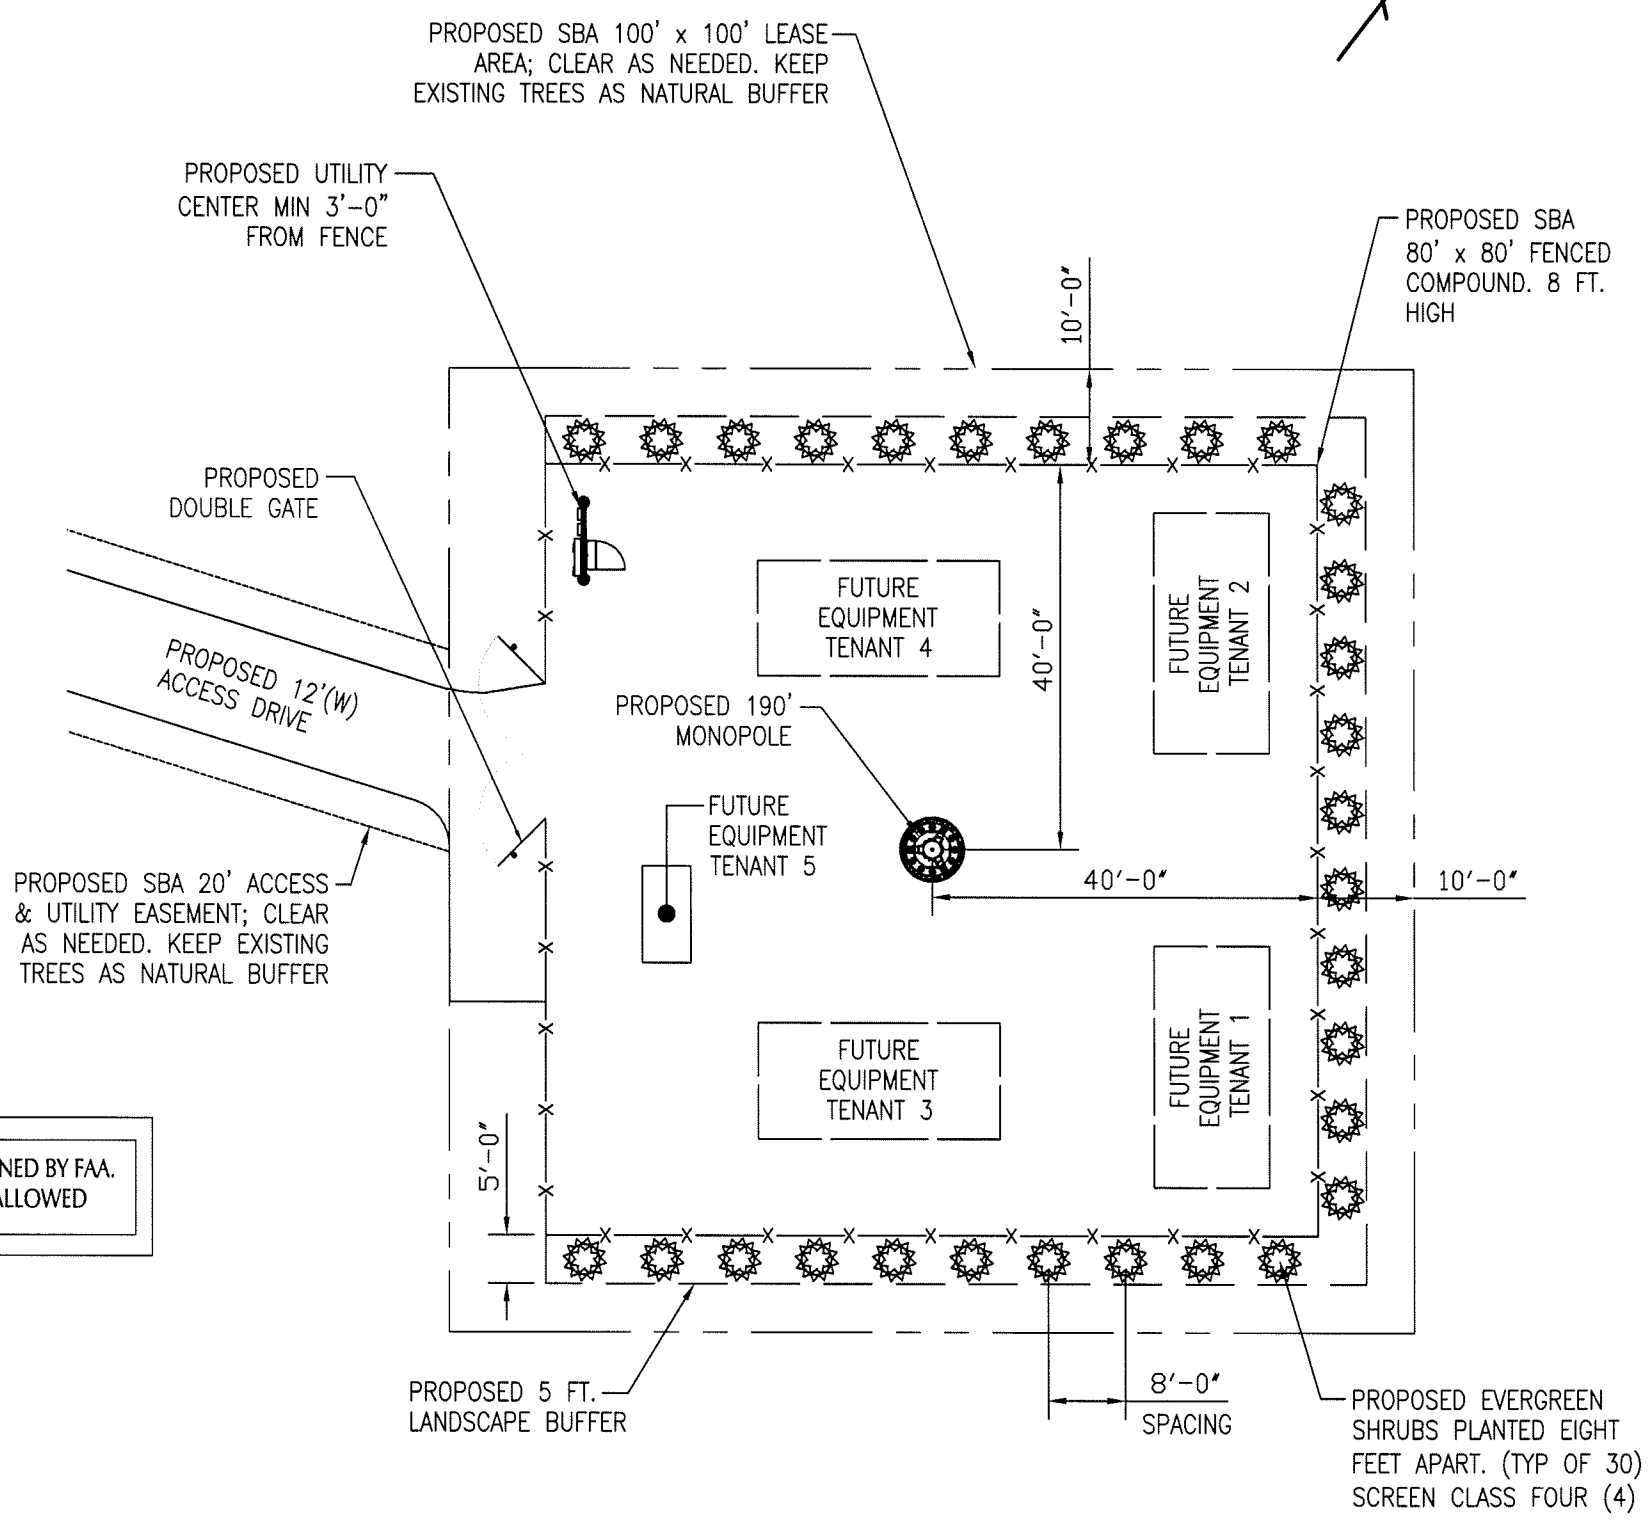 PROPOSED SBA 100' x 100' LEASE
AREA; CLEAR AS NEEDED. KEEP
EXISTING TREES AS NATURAL BUFFER
PROPOSED UTILITY
CENTER MIN 3'-0"
FROM FENCE
PROPOSED SBA
80' x 80' FENCED
COMPOUND. 8 FT.
HIGH
10'-0"
PROPOSED
DOUBLE GATE
FUTURE
EQUIPMENT
TENANT 4
FUTURE
EQUIPMENT
TENANT 2
40'-0"
PROPOSED 12'(W)
ACCESS DRIVE
PROPOSED 190'
MONOPOLE
FUTURE
EQUIPMENT
TENANT 5
40'-0"
10'-0"
PROPOSED SBA 20' ACCESS
& UTILITY EASEMENT; CLEAR
AS NEEDED. KEEP EXISTING
TREES AS NATURAL BUFFER
FUTURE
EQUIPMENT
TENANT 3
FUTURE
EQUIPMENT
TENANT 1
5'-0"
NED BY FAA.
ALLOWED
PROPOSED 5 FT.
LANDSCAPE BUFFER
8'-0"
SPACING
PROPOSED EVERGREEN
SHRUBS PLANTED EIGHT
FEET APART. (TYP OF 30)
SCREEN CLASS FOUR (4)